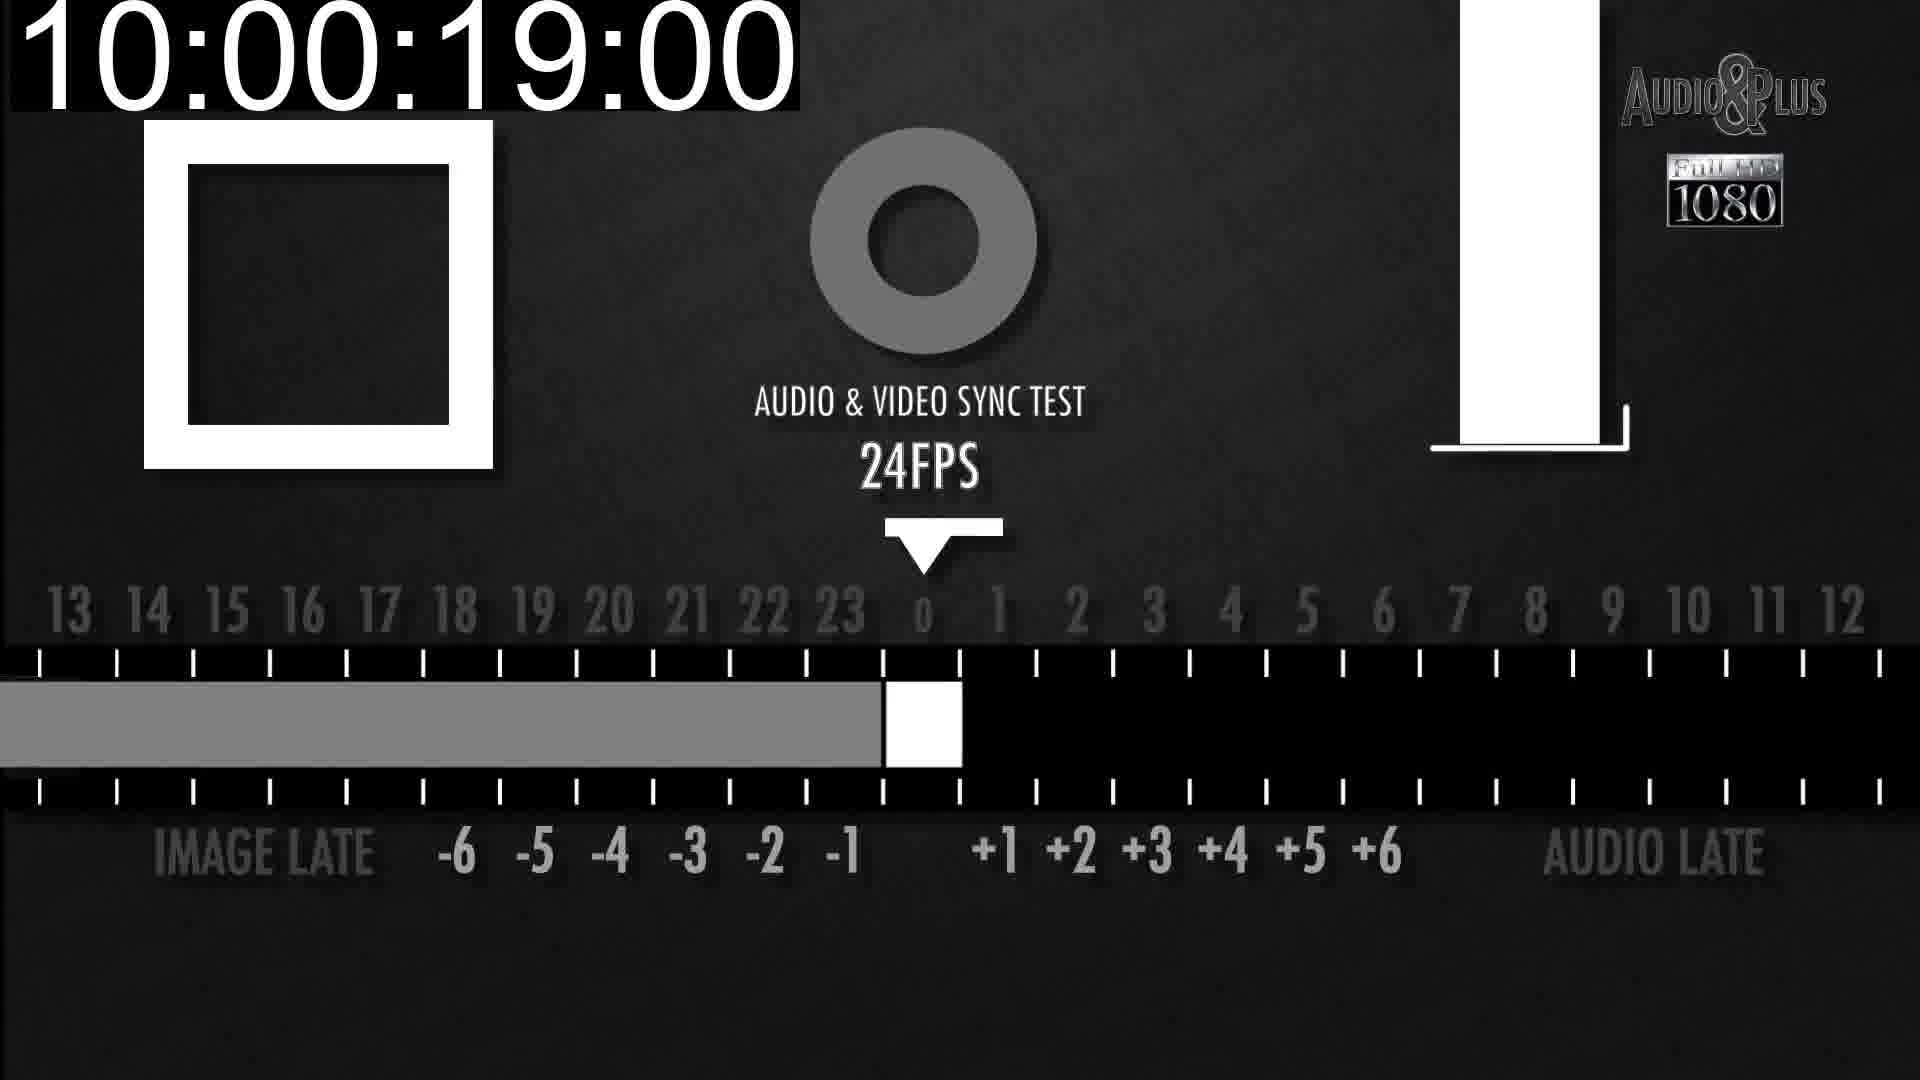 10:00:19:00
AUDIO&PLUS
Full HD
1080
AUDIO & VIDEO SYNC TEST
24FPS
13 14 15 16 17 18 19 20 21 22 23 0 1 2 3 4 5 6 7 8 9 10 11 12
IMAGE LATE -6 -5 -4 -3 -2 -1 +1 +2 +3 +4 +5 +6 AUDIO LATE